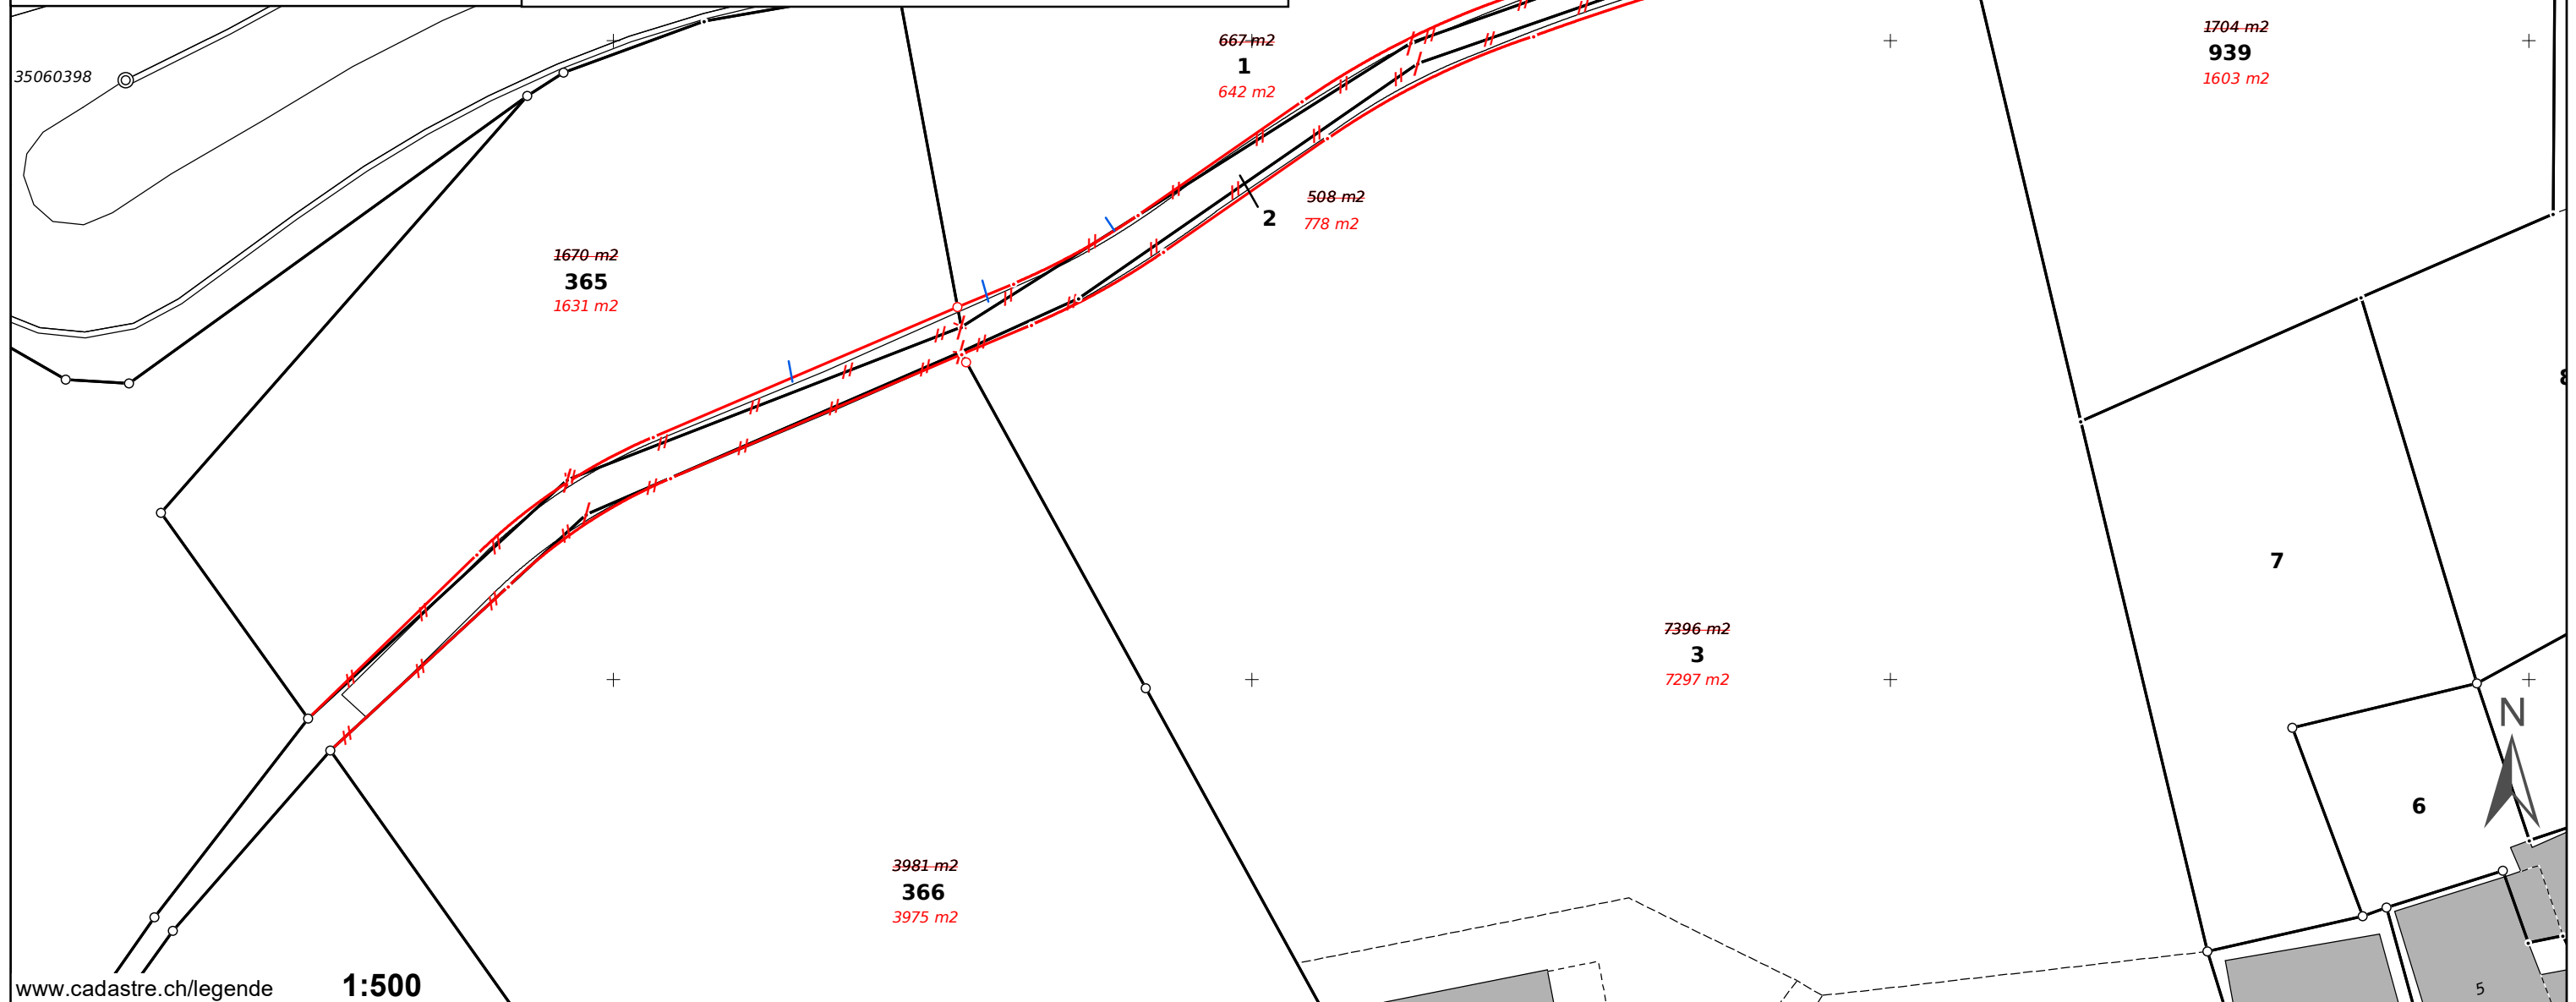 35060398
667 m2
1
642 m2
1704 m2
939
1603 m2
508 m2
2
778 m2
1670 m2
365
1631 m2
7
7396 m2
3
7297 m2
N
6
3981 m2
366
3975 m2
5
www.cadastre.ch/legende
1:500